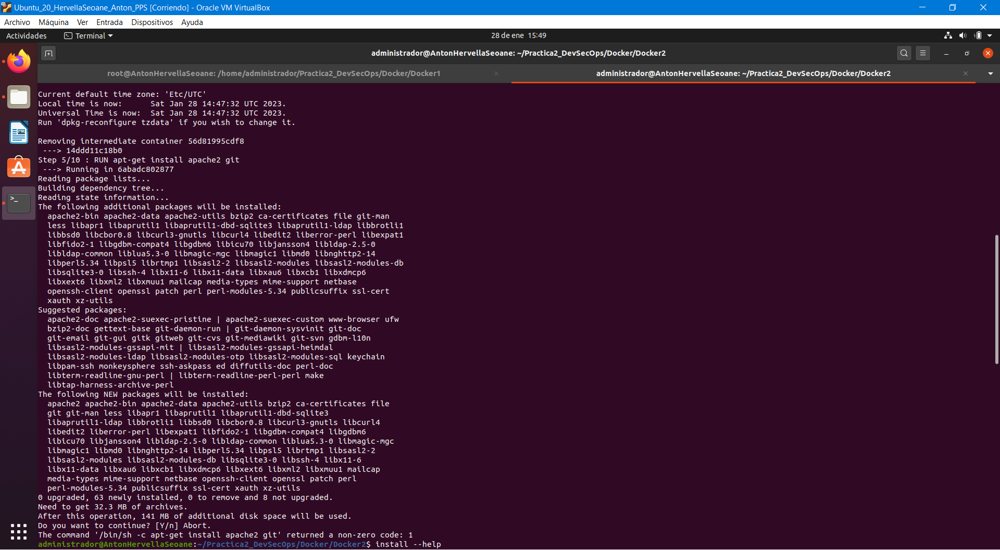 Ubuntu_20_HervellaSeoane_Anton_PPS [Corriendo] - Oracle VM VirtualBox
Archivo Máquina Ver Entrada Dispositivos Ayuda
Actividades Terminal 28 de ene 15:49
administrador@AntonHervellaSeoane: ~/Practica2_DevSecOps/Docker/Docker2
root@AntonHervellaSeoane: /home/administrador/Practica2_DevSecOps/Docker/Docker1 administrador@AntonHervellaSeoane: ~/Practica2_DevSecOps/Docker/Docker2
Current default time zone: 'Etc/UTC'
Local time is now:      Sat Jan 28 14:47:32 UTC 2023.
Universal Time is now:  Sat Jan 28 14:47:32 UTC 2023.
Run 'dpkg-reconfigure tzdata' if you wish to change it.
Removing intermediate container 56d81995cdf8
 ---> 14ddd11c18b0
Step 5/10 : RUN apt-get install apache2 git
 ---> Running in 6abadc802877
Reading package lists...
Building dependency tree...
Reading state information...
The following additional packages will be installed:
  apache2-bin apache2-data apache2-utils bzip2 ca-certificates file git-man
  less libapr1 libaprutil1 libaprutil1-dbd-sqlite3 libaprutil1-ldap libbrotli1
  libbsd0 libcbor0.8 libcurl3-gnutls libcurl4 libedit2 liberror-perl libexpat1
  libfido2-1 libgdbm-compat4 libgdbm6 libicu70 libjansson4 libldap-2.5-0
  libldap-common liblua5.3-0 libmagic-mgc libmagic1 libmd0 libnghttp2-14
  libperl5.34 libpsl5 librtmp1 libsasl2-2 libsasl2-modules libsasl2-modules-db
  libsqlite3-0 libssh-4 libx11-6 libx11-data libxau6 libxcb1 libxdmcp6
  libxext6 libxml2 libxmuu1 mailcap media-types mime-support netbase
  openssh-client openssl patch perl perl-modules-5.34 publicsuffix ssl-cert
  xauth xz-utils
Suggested packages:
  apache2-doc apache2-suexec-pristine | apache2-suexec-custom www-browser ufw
  bzip2-doc gettext-base git-daemon-run | git-daemon-sysvinit git-doc
  git-email git-gui gitk gitweb git-cvs git-mediawiki git-svn gdbm-l10n
  libsasl2-modules-gssapi-mit | libsasl2-modules-gssapi-heimdal
  libsasl2-modules-ldap libsasl2-modules-otp libsasl2-modules-sql keychain
  libpam-ssh monkeysphere ssh-askpass ed diffutils-doc perl-doc
  libterm-readline-gnu-perl | libterm-readline-perl-perl make
  libtap-harness-archive-perl
The following NEW packages will be installed:
  apache2 apache2-bin apache2-data apache2-utils bzip2 ca-certificates file
  git git-man less libapr1 libaprutil1 libaprutil1-dbd-sqlite3
  libaprutil1-ldap libbrotli1 libbsd0 libcbor0.8 libcurl3-gnutls libcurl4
  libedit2 liberror-perl libexpat1 libfido2-1 libgdbm-compat4 libgdbm6
  libicu70 libjansson4 libldap-2.5-0 libldap-common liblua5.3-0 libmagic-mgc
  libmagic1 libmd0 libnghttp2-14 libperl5.34 libpsl5 librtmp1 libsasl2-2
  libsasl2-modules libsasl2-modules-db libsqlite3-0 libssh-4 libx11-6
  libx11-data libxau6 libxcb1 libxdmcp6 libxext6 libxml2 libxmuu1 mailcap
  media-types mime-support netbase openssh-client openssl patch perl
  perl-modules-5.34 publicsuffix ssl-cert xauth xz-utils
0 upgraded, 63 newly installed, 0 to remove and 8 not upgraded.
Need to get 32.3 MB of archives.
After this operation, 141 MB of additional disk space will be used.
Do you want to continue? [Y/n] Abort.
The command '/bin/sh -c apt-get install apache2 git' returned a non-zero code: 1
administrador@AntonHervellaSeoane:~/Practica2_DevSecOps/Docker/Docker2$ install --help